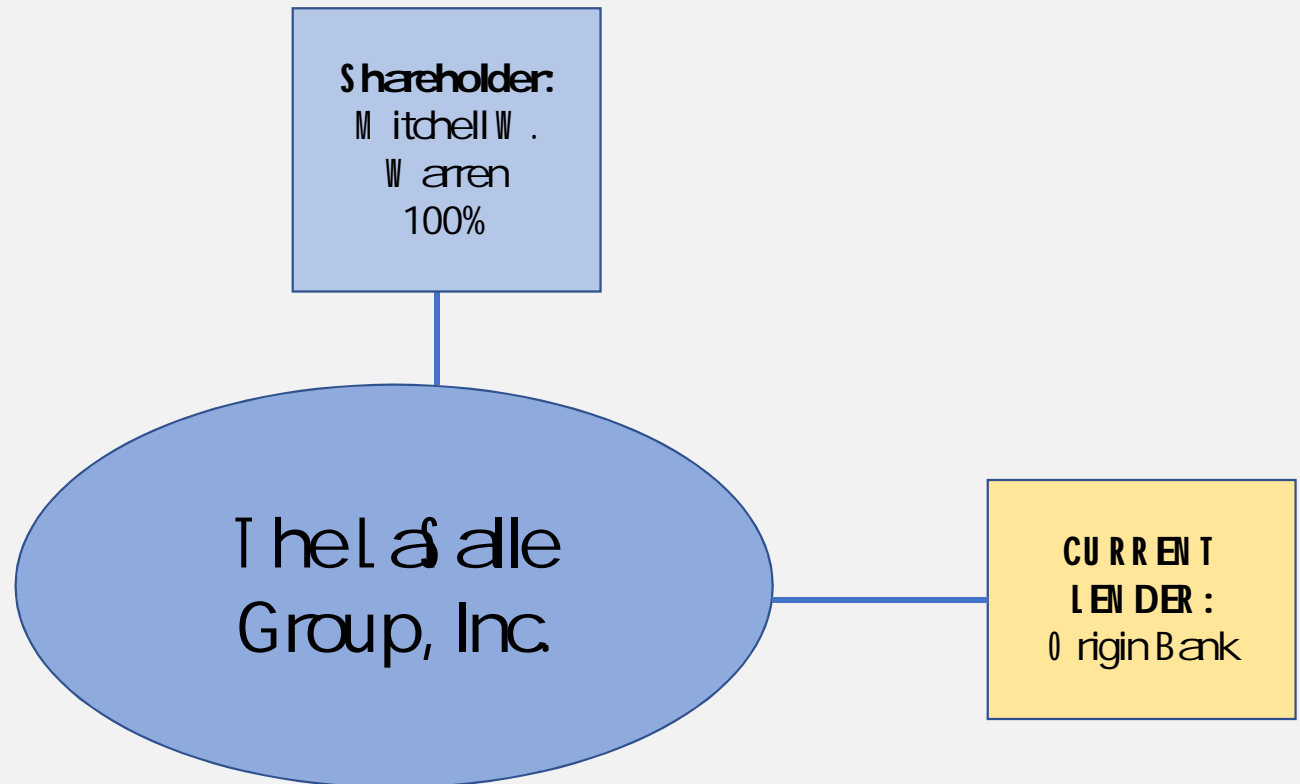 Shareholder:
Mitchell W.
Warren
100%
The LaSalle
Group, Inc.
CURRENT
LENDER:
Origin Bank